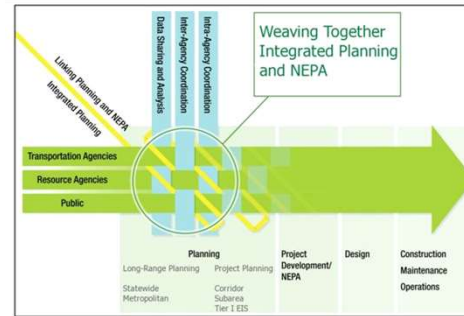 Weaving Together
Integrated Planning
and NEPA
Data Sharing and Analysis
Inter-Agency Coordination
Intra-Agency Coordination
Linking Planning and NEPA
Integrated Planning
Transportation Agencies
Resource Agencies
Public
Planning
Long-Range Planning
Statewide
Metropolitan
Project Planning
Corridor
Subarea
Tier I EIS
Project
Development/
NEPA
Design
Construction
Maintenance
Operations